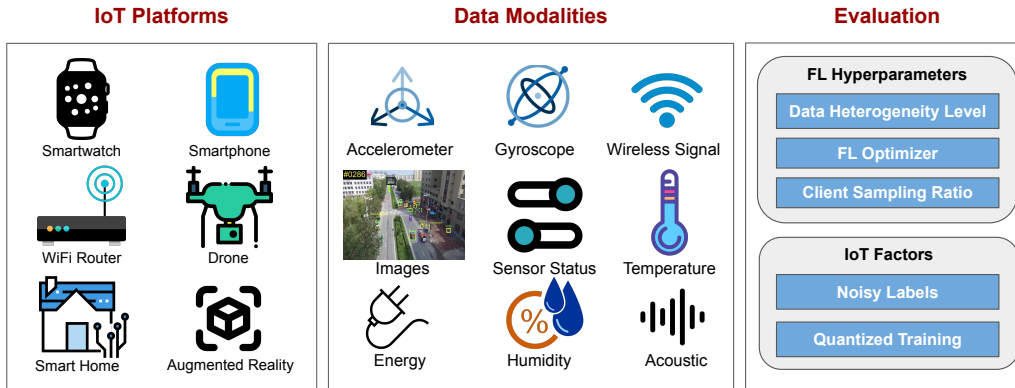 IoT Platforms
Smartwatch
Smartphone
WiFi Router
Drone
Smart Home
Augmented Reality
Data Modalities
Accelerometer
Gyroscope
Wireless Signal
#0286
Images
Sensor Status
Temperature
%
Energy
Humidity
Acoustic
Evaluation
FL Hyperparameters
Data Heterogeneity Level
FL Optimizer
Client Sampling Ratio
IoT Factors
Noisy Labels
Quantized Training